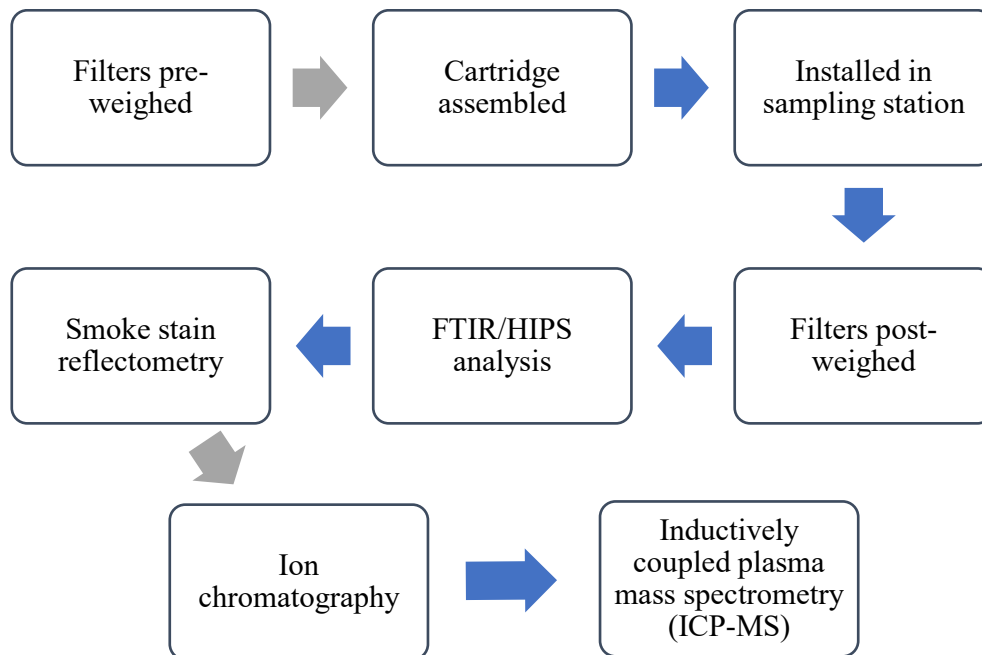 Filters pre-
weighed
Cartridge
assembled
Installed in
sampling station
Filters post-
weighed
FTIR/HIPS
analysis
Smoke stain
reflectometry
Ion
chromatography
Inductively
coupled plasma
mass spectrometry
(ICP-MS)